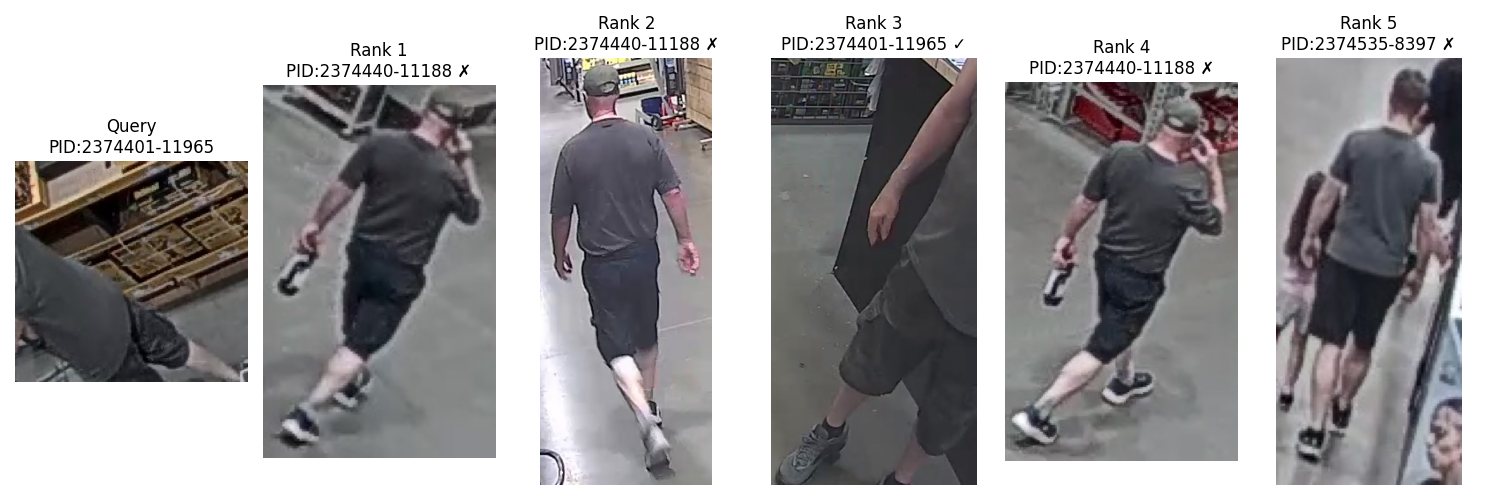 Query
PID:2374401-11965
Rank 1
PID:2374440-11188 ✗
Rank 2
PID:2374440-11188 ✗
Rank 3
PID:2374401-11965 ✓
Rank 4
PID:2374440-11188 ✗
Rank 5
PID:2374535-8397 ✗